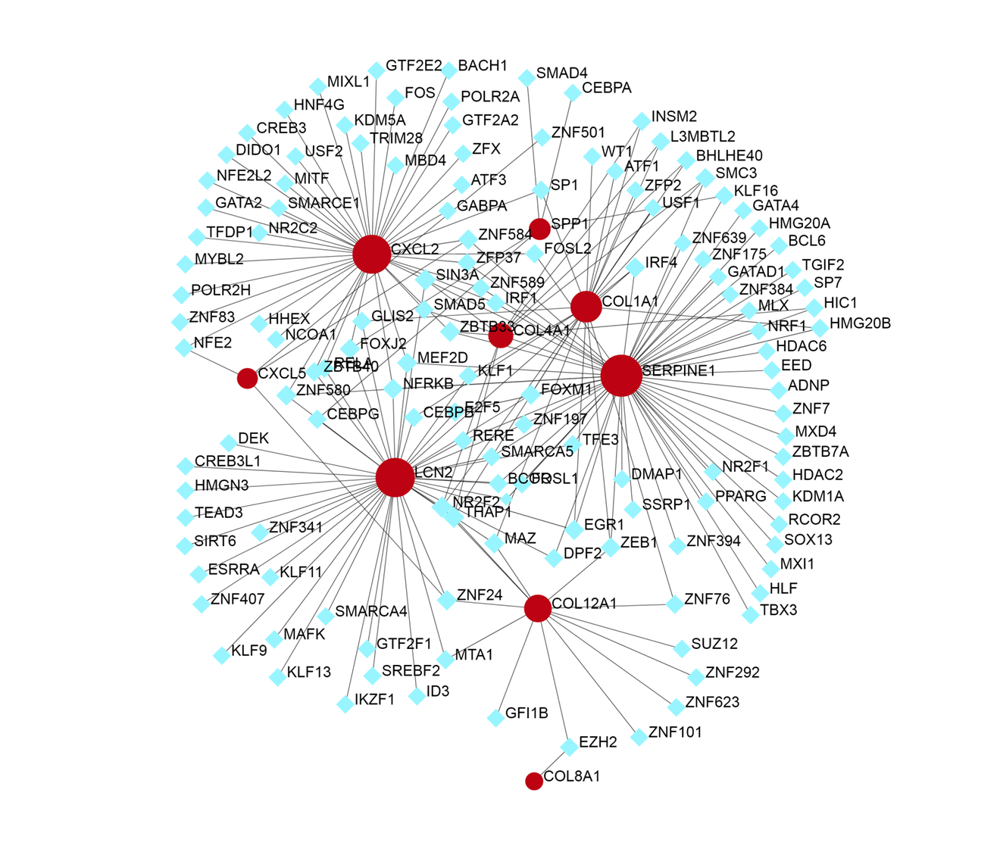 GTF2E2
BACH1
SMAD4
MIXL1
CEBPA
FOS
POLR2A
HNF4G
KDM5A
GTF2A2
INSM2
CREB3
TRIM28
ZNF501
L3MBTL2
DIDO1
USF2
ZFX
WT1
BHLHE40
MBD4
ATF1
NFE2L2
MITF
ATF3
SP1
ZFP2
SMC3
KLF16
GATA2
SMARCE1
GABPA
USF1
GATA4
TFDP1
NR2C2
SPP1
HMG20A
ZNF584
ZNF639
BCL6
CXCL2
FOSL2
ZNF175
MYBL2
ZFP37
IRF4
TGIF2
SIN3A
GATAD1
ZNF589
SP7
POLR2H
IRF1
ZNF384
SMAD5
COL1A1
MLX
HIC1
ZNF83
HHEX
GLIS2
ZBTB33
COL4A1
NRF1
HMG20B
NCOA1
NFE2
FOXJ2
HDAC6
RELA
MEF2D
ZBTB40
CXCL5
KLF1
SERPINE1
EED
ZNF580
NFRKB
FOXM1
ADNP
CEBPG
CEBPB
E2F5
ZNF197
ZNF7
DEK
RERE
TFE3
MXD4
CREB3L1
SMARCA5
ZBTB7A
NR2F1
LCN2
BCOR
FOSL1
DMAP1
HDAC2
HMGN3
NR2F2
THAP1
SSRP1
PPARG
KDM1A
TEAD3
EGR1
RCOR2
ZNF341
MAZ
ZEB1
ZNF394
SOX13
SIRT6
DPF2
MXI1
ESRRA
KLF11
HLF
ZNF407
ZNF24
COL12A1
ZNF76
TBX3
SMARCA4
MAFK
GTF2F1
SUZ12
KLF9
MTA1
KLF13
SREBF2
ZNF292
IKZF1
ID3
ZNF623
GFI1B
ZNF101
EZH2
COL8A1